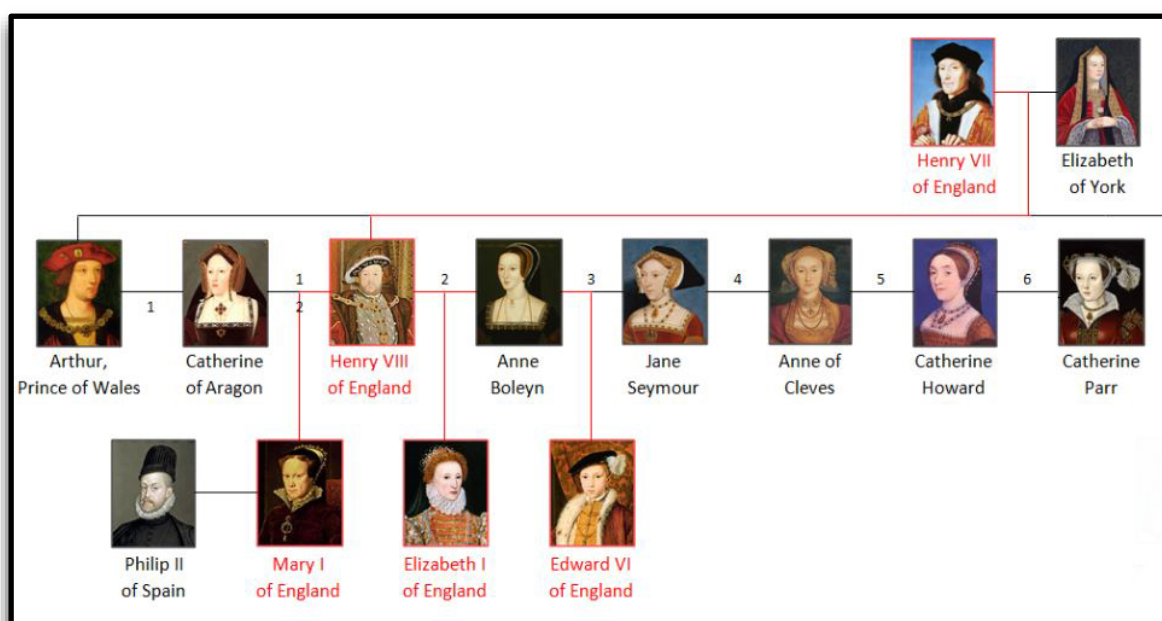 Henry VII
of England
Elizabeth
of York
1
1
2
2
3
4
5
6
Arthur,
Prince of Wales
Catherine
of Aragon
Henry VIII
of England
Anne
Boleyn
Jane
Seymour
Anne of
Cleves
Catherine
Howard
Catherine
Parr
Philip II
of Spain
Mary I
of England
Elizabeth I
of England
Edward VI
of England